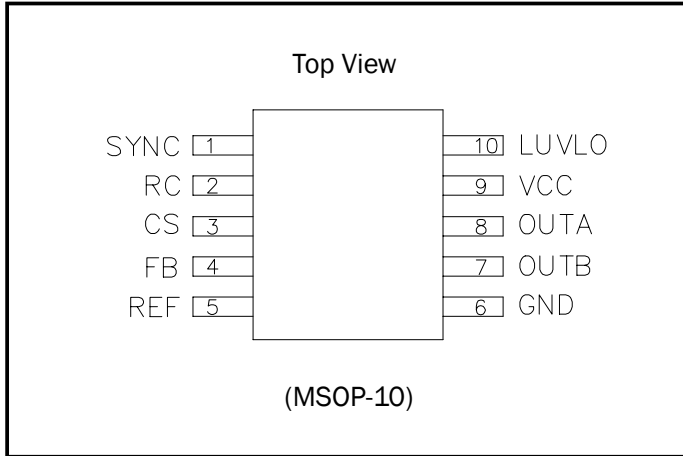 Top View
SYNC 1 10 LUVLO
RC 2 9 VCC
CS 3 8 OUTA
FB 4 7 OUTB
REF 5 6 GND
(MSOP-10)